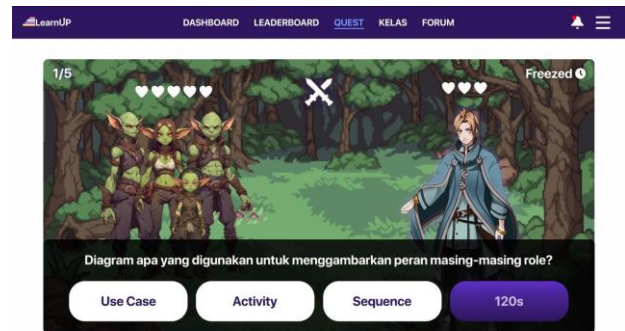 LearnUP
DASHBOARD LEADERBOARD QUEST KELAS FORUM
1/5
Freezed
Diagram apa yang digunakan untuk menggambarkan peran masing-masing role?
Use Case
Activity
Sequence
120s